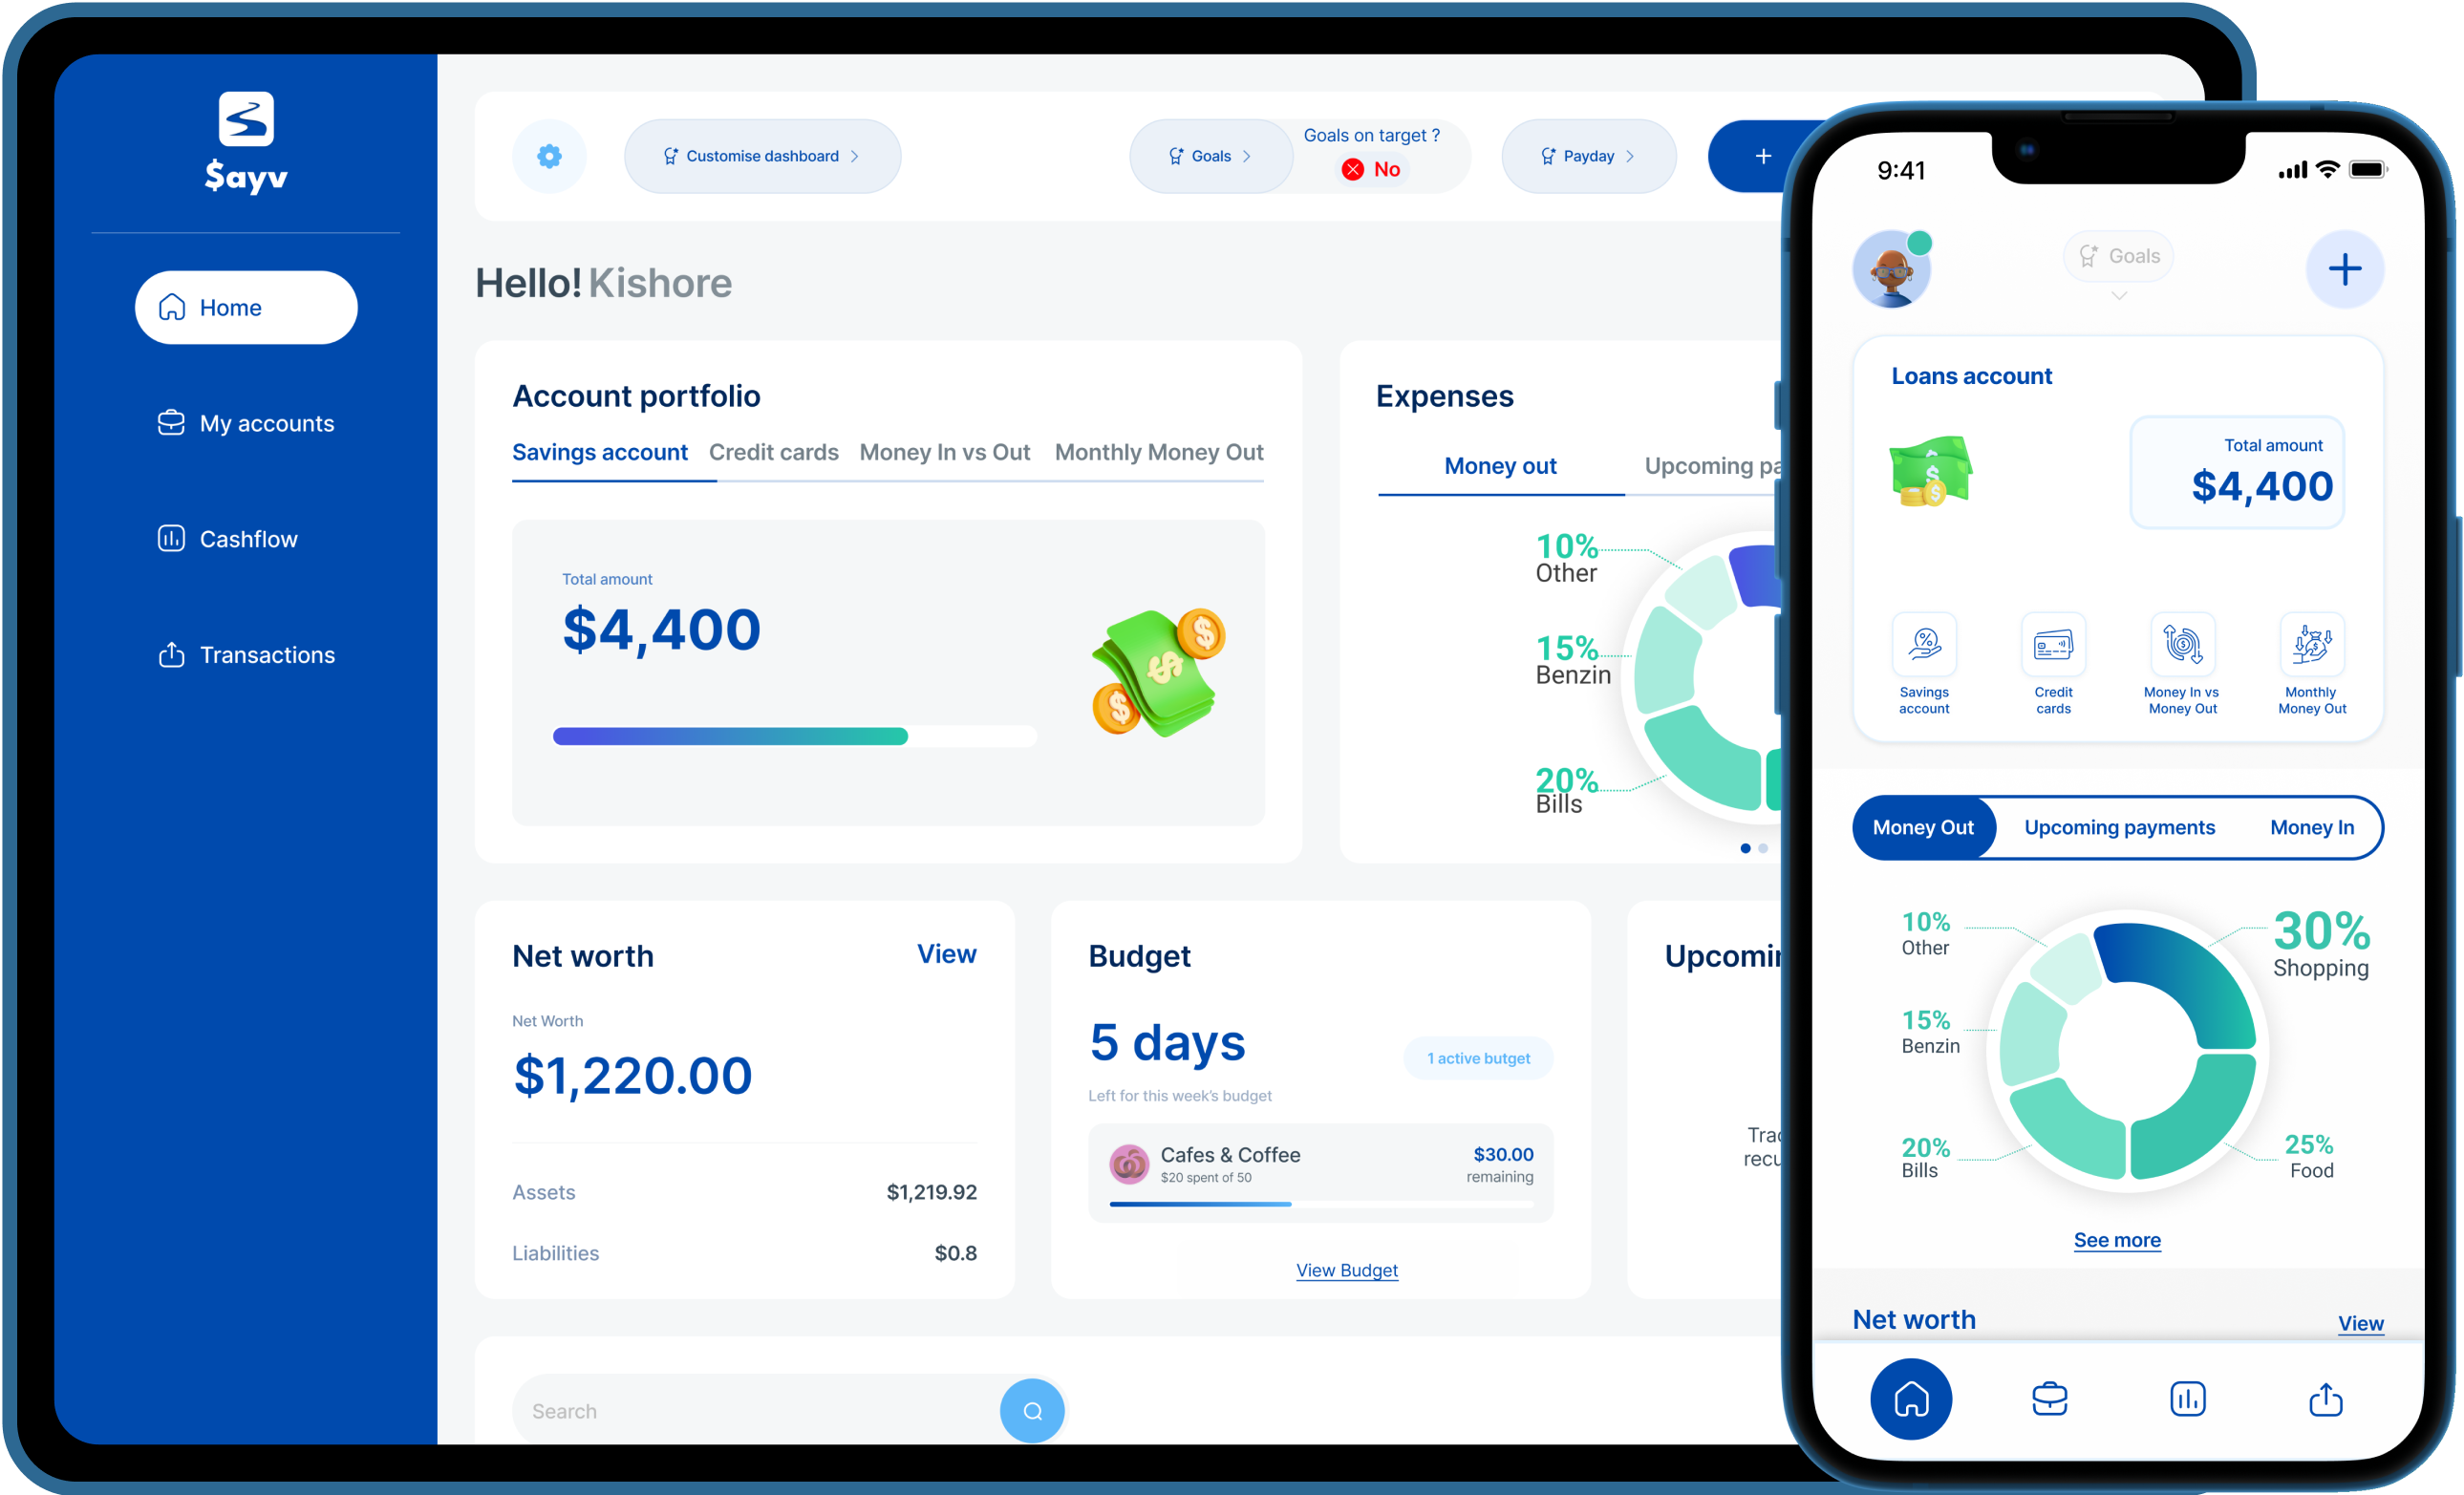 $ayv
Home
My accounts
Cashflow
Transactions
Customise dashboard
Goals
Goals on target ?
No
Payday
Hello! Kishore
Account portfolio
Savings account Credit cards Money In vs Out Monthly Money Out
Total amount
$4,400
Expenses
Money out Upcoming pa
10%
Other
15%
Benzin
20%
Bills
Net worth View
Net Worth
$1,220.00
Assets $1,219.92
Liabilities $0.8
Budget
5 days
1 active butget
Left for this week's budget
Cafes & Coffee $30.00
$20 spent of 50 remaining
View Budget
Upcomin
Trac
recu
Search
9:41
Goals
Loans account
Total amount
$4,400
Savings
account
Credit
cards
Money In vs
Money Out
Monthly
Money Out
Money Out Upcoming payments Money In
10%
Other
30%
Shopping
15%
Benzin
20%
Bills
25%
Food
See more
Net worth View